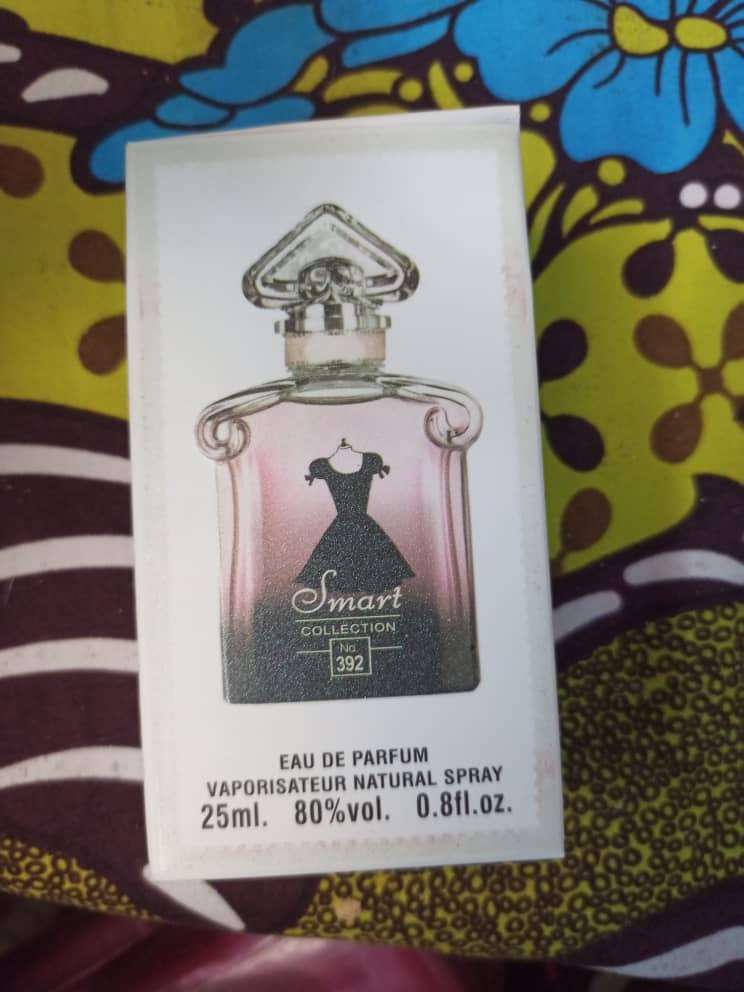 Smart
COLLECTION
No
392
EAU DE PARFUM
VAPORISATEUR NATURAL SPRAY
25ml. 80%vol. 0.8fl.oz.